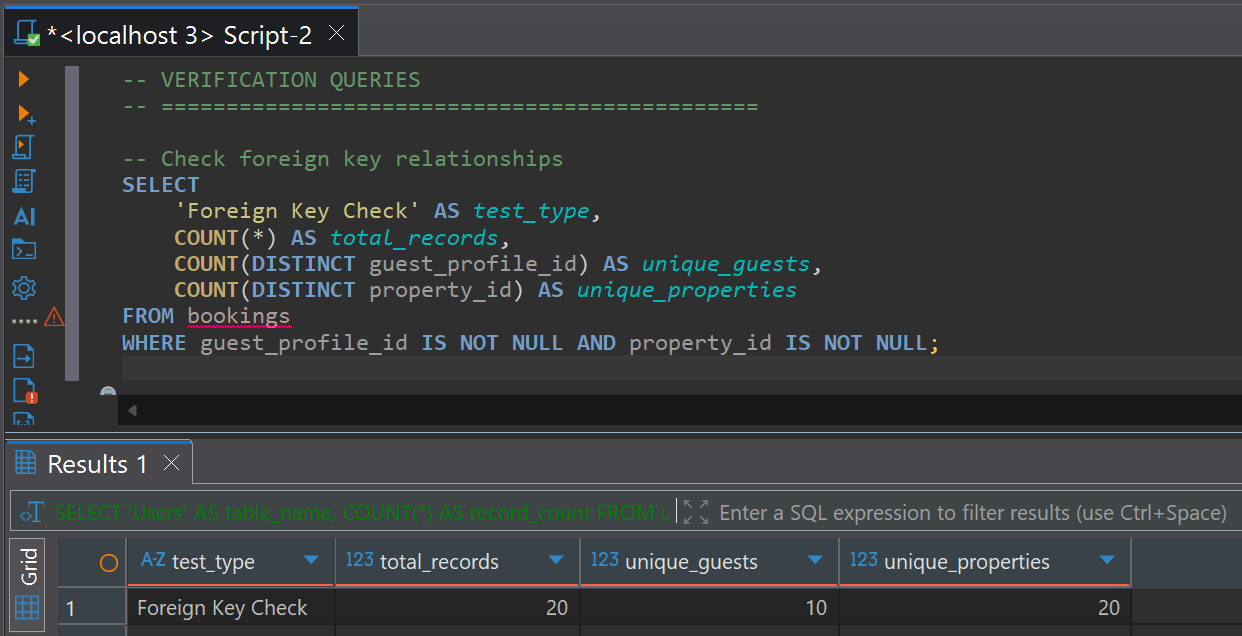 *<localhost 3> Script-2
-- VERIFICATION QUERIES
-- ==============================================
-- Check foreign key relationships
SELECT
'Foreign Key Check' AS test_type,
COUNT(*) AS total_records,
COUNT(DISTINCT guest_profile_id) AS unique_guests,
COUNT(DISTINCT property_id) AS unique_properties
FROM bookings
WHERE guest_profile_id IS NOT NULL AND property_id IS NOT NULL;
AI
Results 1
SELECT 'Users' AS table_name, COUNT(*) AS record_count FROM u
Enter a SQL expression to filter results (use Ctrl+Space)
Grid
A-Z test_type 123 total_records 123 unique_guests 123 unique_properties
1 Foreign Key Check 20 10 20